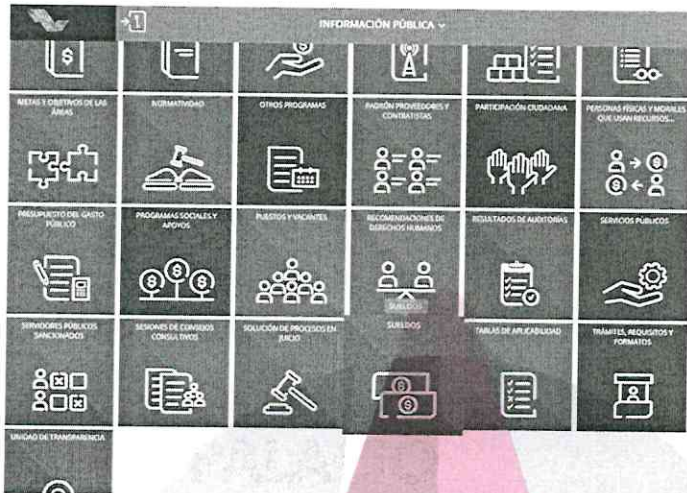 INFORMACIÓN PÚBLICA
METAS Y OBJETIVOS DE LAS
ÁREAS
NORMATIVIDAD
OTROS PROGRAMAS
PADRÓN PROVEEDORES Y
CONTRATISTAS
PARTICIPACIÓN CIUDADANA
PERSONAS FÍSICAS Y MORALES
QUE USAN RECURSOS...
PRESUPUESTO DEL GASTO
PÚBLICO
PROGRAMAS SOCIALES Y
APOYOS
PUESTOS Y VACANTES
RECOMENDACIONES DE
DERECHOS HUMANOS
RESULTADOS DE AUDITORÍAS
SERVICIOS PÚBLICOS
SUELDOS
SERVIDORES PÚBLICOS
SANCIONADOS
SESIONES DE CONSEJOS
CONSULTIVOS
SOLUCIÓN DE PROCESOS EN
JUICIO
SUELDOS
TABLAS DE APLICABILIDAD
TRÁMITES, REQUISITOS Y
FORMATOS
UNIDAD DE TRANSPARENCIA